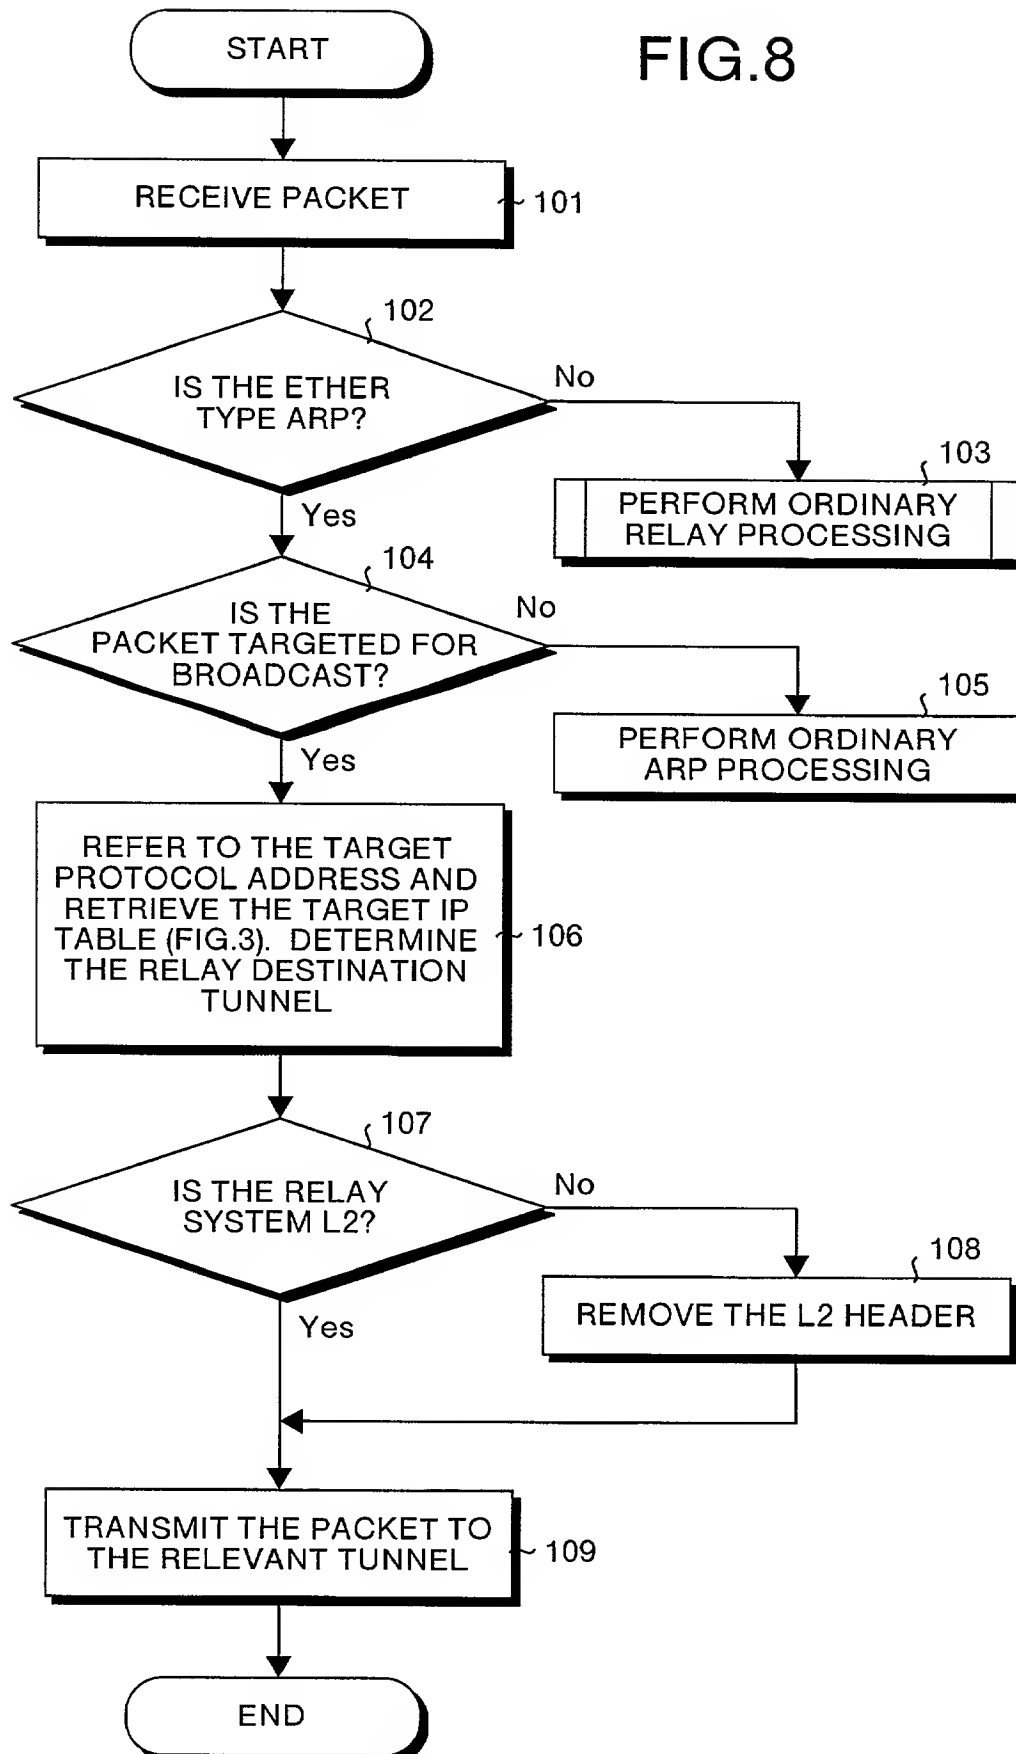 FIG.8
START
RECEIVE PACKET
101
102
IS THE ETHER
TYPE ARP?
No
Yes
103
PERFORM ORDINARY
RELAY PROCESSING
104
IS THE
PACKET TARGETED FOR
BROADCAST?
No
Yes
105
PERFORM ORDINARY
ARP PROCESSING
REFER TO THE TARGET
PROTOCOL ADDRESS AND
RETRIEVE THE TARGET IP
TABLE (FIG.3). DETERMINE
THE RELAY DESTINATION
TUNNEL
106
107
IS THE RELAY
SYSTEM L2?
No
Yes
108
REMOVE THE L2 HEADER
TRANSMIT THE PACKET TO
THE RELEVANT TUNNEL
109
END